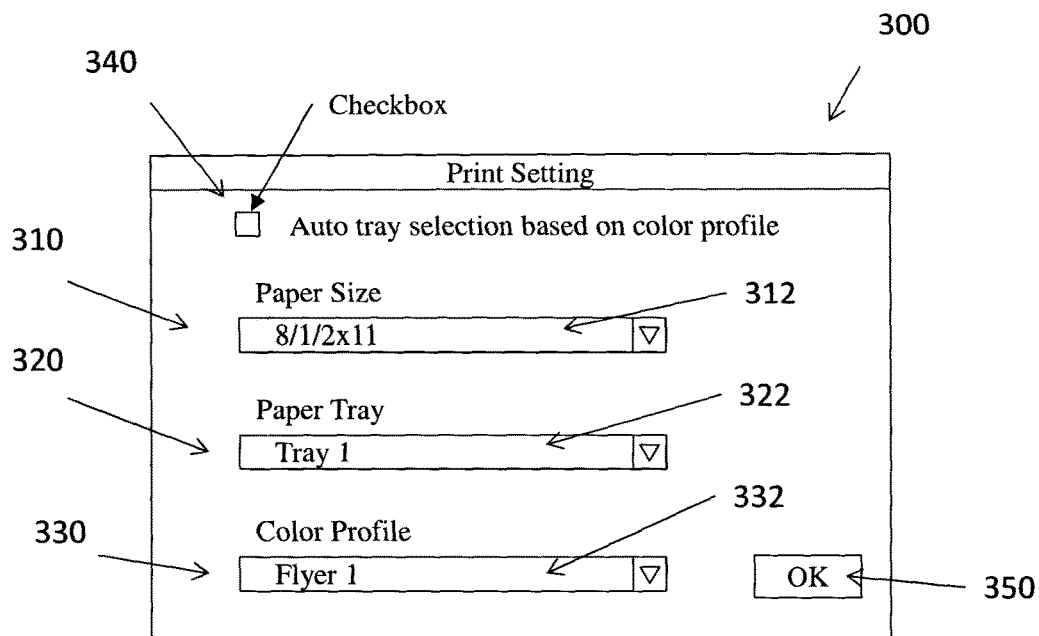 300
340
Checkbox
Print Setting
Auto tray selection based on color profile
310
Paper Size
312
8/1/2x11
320
Paper Tray
322
Tray 1
330
Color Profile
332
Flyer 1
OK
350